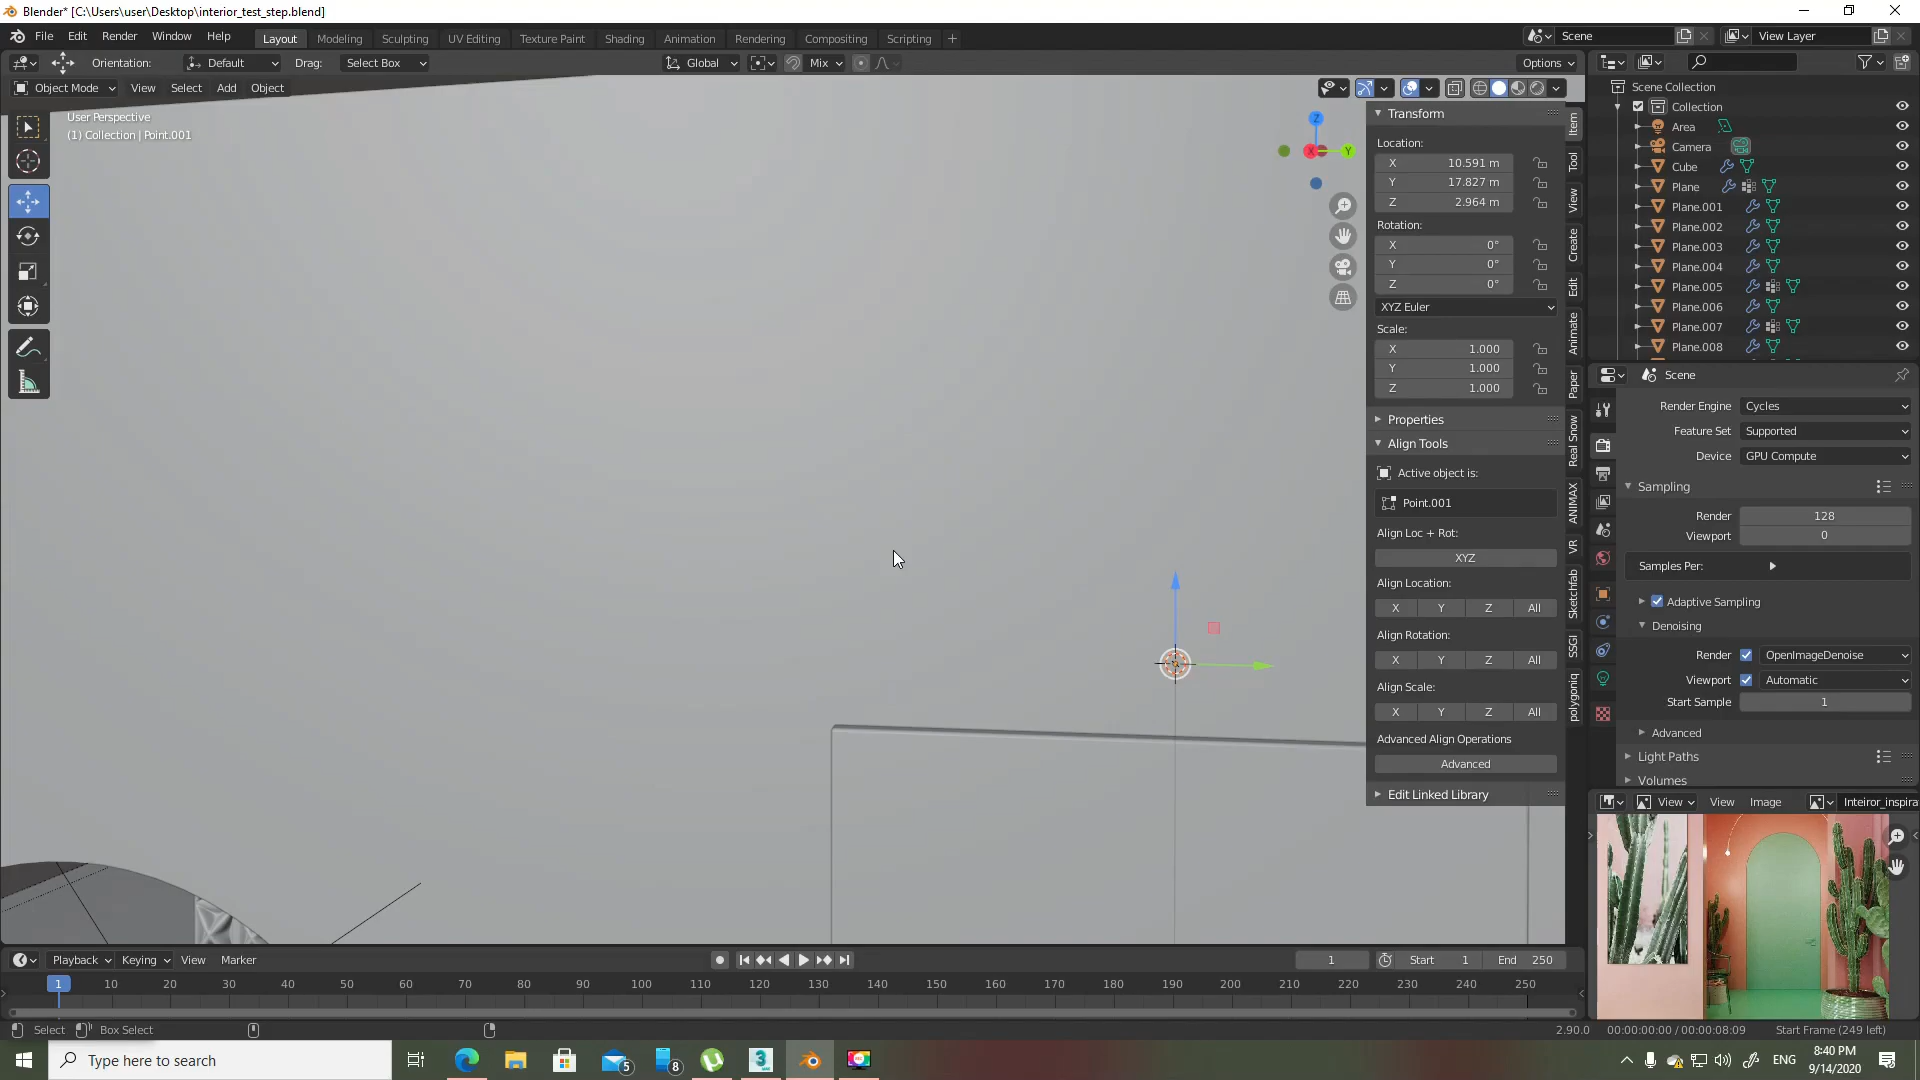 Blender* [C:\Users\user\Desktop\interior_test_step.blend]
File Edit Render Window Help
Layout Modeling Sculpting UV Editing Texture Paint Shading Animation Rendering Compositing Scripting +
Scene
View Layer
Orientation: Default Drag: Select Box
Global
Mix
Options
Object Mode View Select Add Object
User Perspective
(1) Collection | Point.001
Z
X
Y
Transform
Location:
X 10.591 m
Y 17.827 m
Z 2.964 m
Rotation:
X 0°
Y 0°
Z 0°
XYZ Euler
Scale:
X 1.000
Y 1.000
Z 1.000
Properties
Align Tools
Active object is:
Point.001
Align Loc + Rot:
XYZ
Align Location:
X Y Z All
Align Rotation:
X Y Z All
Align Scale:
X Y Z All
Advanced Align Operations
Advanced
Edit Linked Library
Item
Tool
View
Create
Edit
Animate
Paper
Real Snow
ANIMAX
VR
Sketchfab
SSGI
polygoniq
Scene Collection
Collection
Area
Camera
Cube
Plane
Plane.001
Plane.002
Plane.003
Plane.004
Plane.005
Plane.006
Plane.007
Plane.008
Scene
Render Engine Cycles
Feature Set Supported
Device GPU Compute
Sampling
Render 128
Viewport 0
Samples Per:
Adaptive Sampling
Denoising
Render OpenImageDenoise
Viewport Automatic
Start Sample 1
Advanced
Light Paths
Volumes
View View Image Inteiror_inspira
Playback Keying View Marker
1 Start 1 End 250
1 10 20 30 40 50 60 70 80 90 100 110 120 130 140 150 160 170 180 190 200 210 220 230 240 250
Select Box Select
2.90.0 00:00:00:00 / 00:00:08:09 Start Frame (249 left)
Type here to search
5
8
3
ENG
8:40 PM
9/14/2020